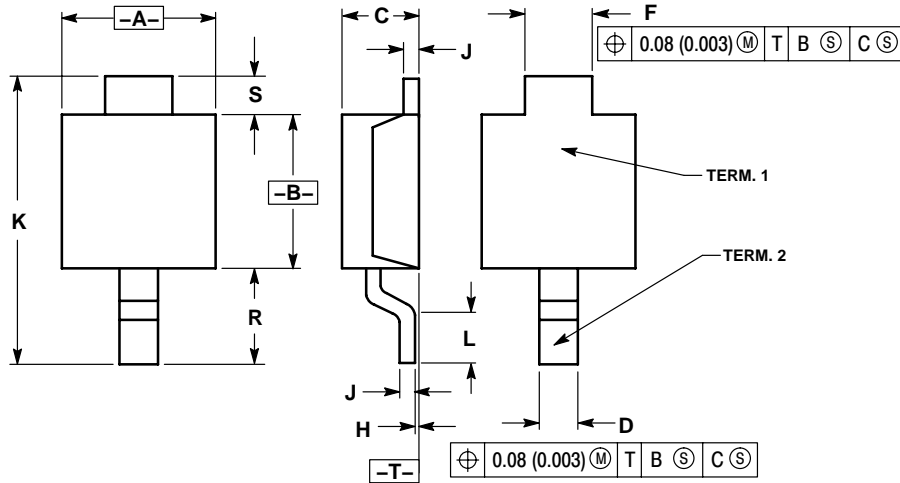 –A–
C
F
J
⌖ 0.08 (0.003) Ⓜ T B Ⓢ C Ⓢ
S
K
–B–
TERM. 1
TERM. 2
R
L
J
H
D
–T–
⌖ 0.08 (0.003) Ⓜ T B Ⓢ C Ⓢ